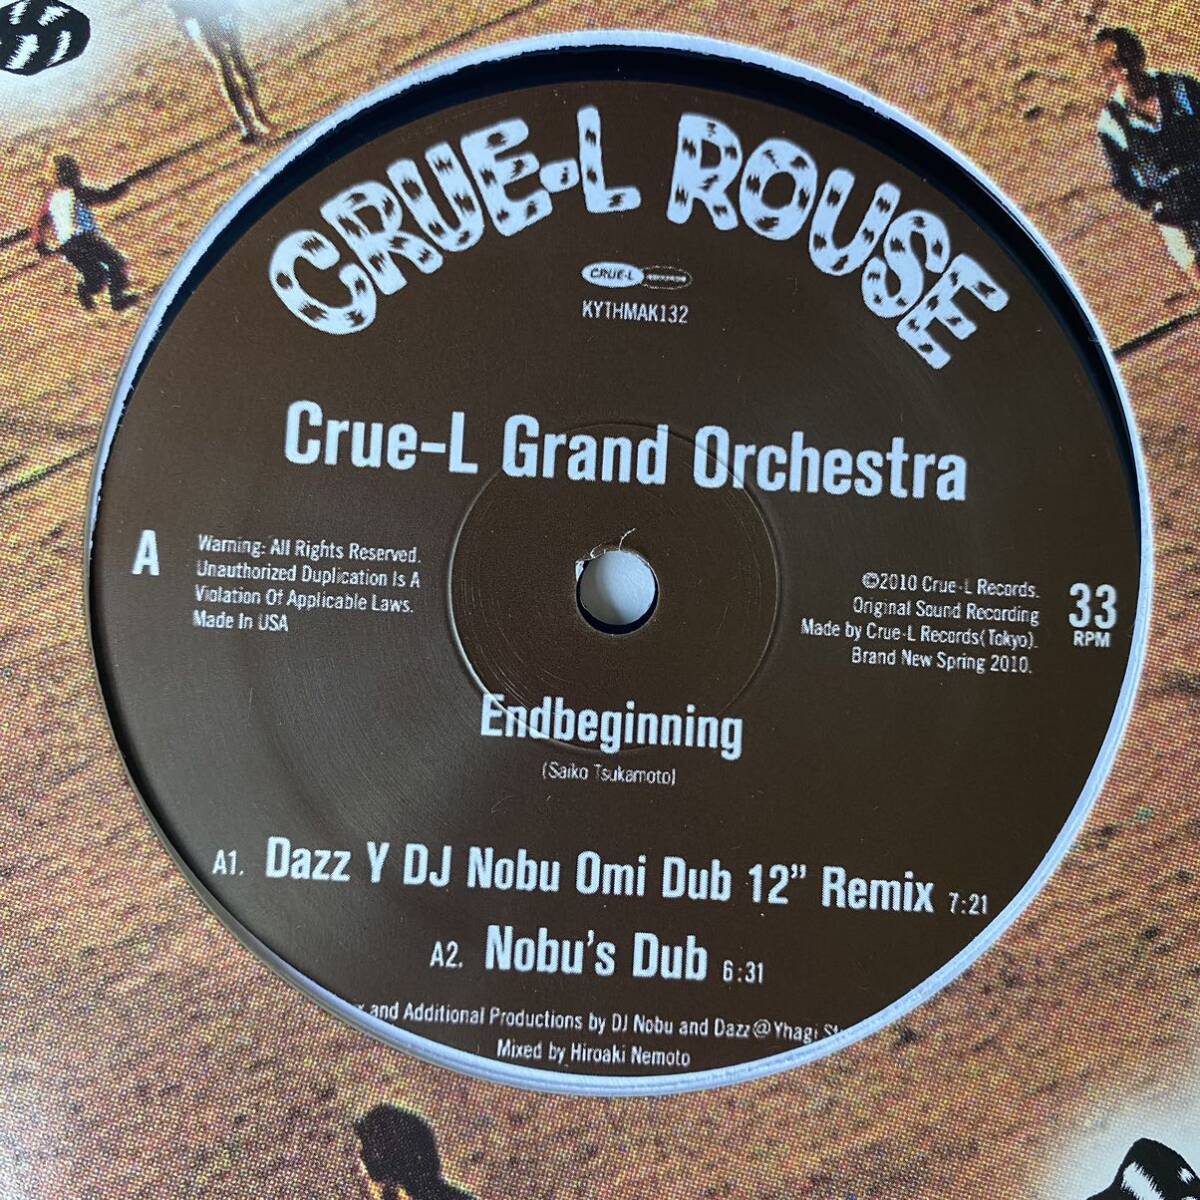 CRUE-L ROUSE
CRUE-L
KYTHMAK132
Crue-L Grand Orchestra
A
Warning: All Rights Reserved.
Unauthorized Duplication Is A
Violation Of Applicable Laws.
Made In USA
©2010 Crue-L Records.
Original Sound Recording
Made by Crue-L Records(Tokyo).
Brand New Spring 2010.
33
RPM
Endbeginning
(Saiko Tsukamoto)
A1. Dazz Y DJ Nobu Omi Dub 12” Remix 7:21
A2. Nobu's Dub 6:31
and Additional Productions by DJ Nobu and Dazz@Yhagi
Mixed by Hiroaki Nemoto